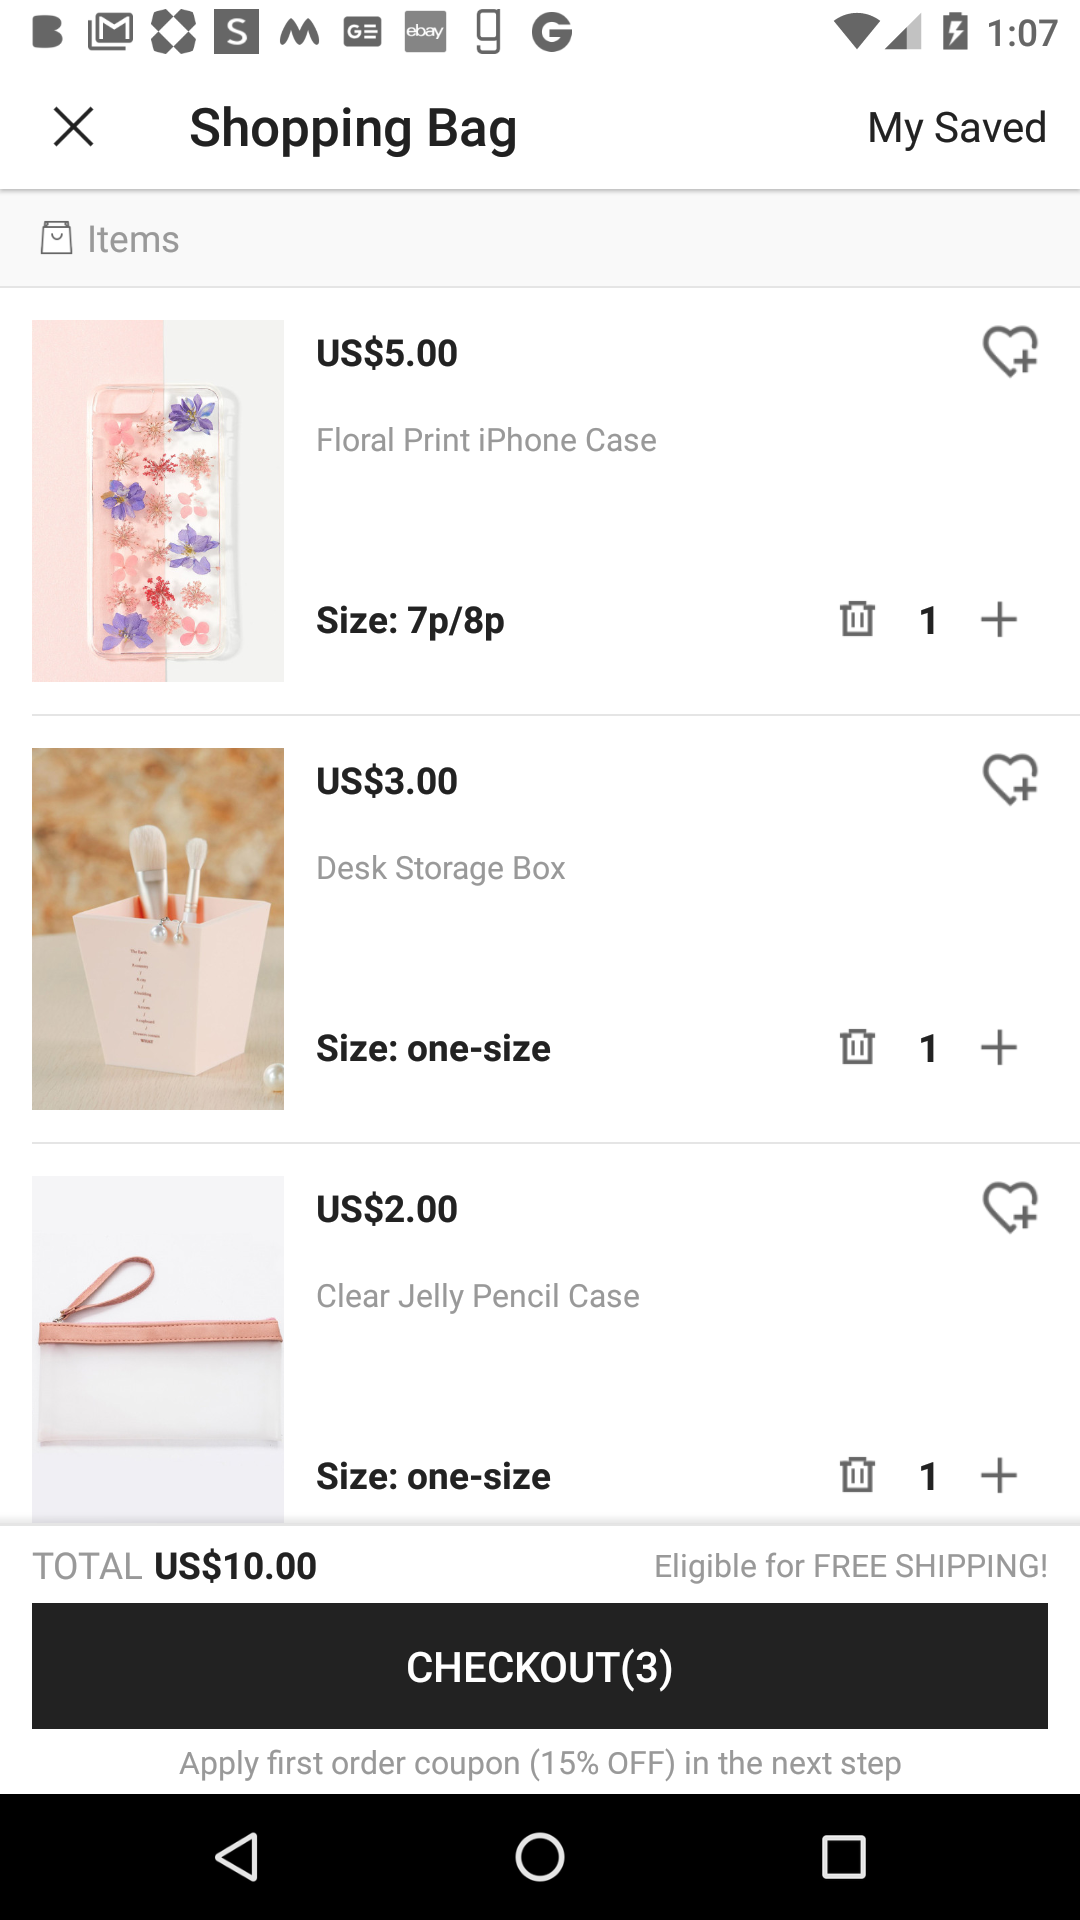 1:07
Shopping Bag
My Saved
Items
US$5.00
Floral Print iPhone Case
Size: 7p/8p
1
US$3.00
Desk Storage Box
Size: one-size
1
US$2.00
Clear Jelly Pencil Case
Size: one-size
1
TOTAL US$10.00
Eligible for FREE SHIPPING!
CHECKOUT(3)
Apply first order coupon (15% OFF) in the next step